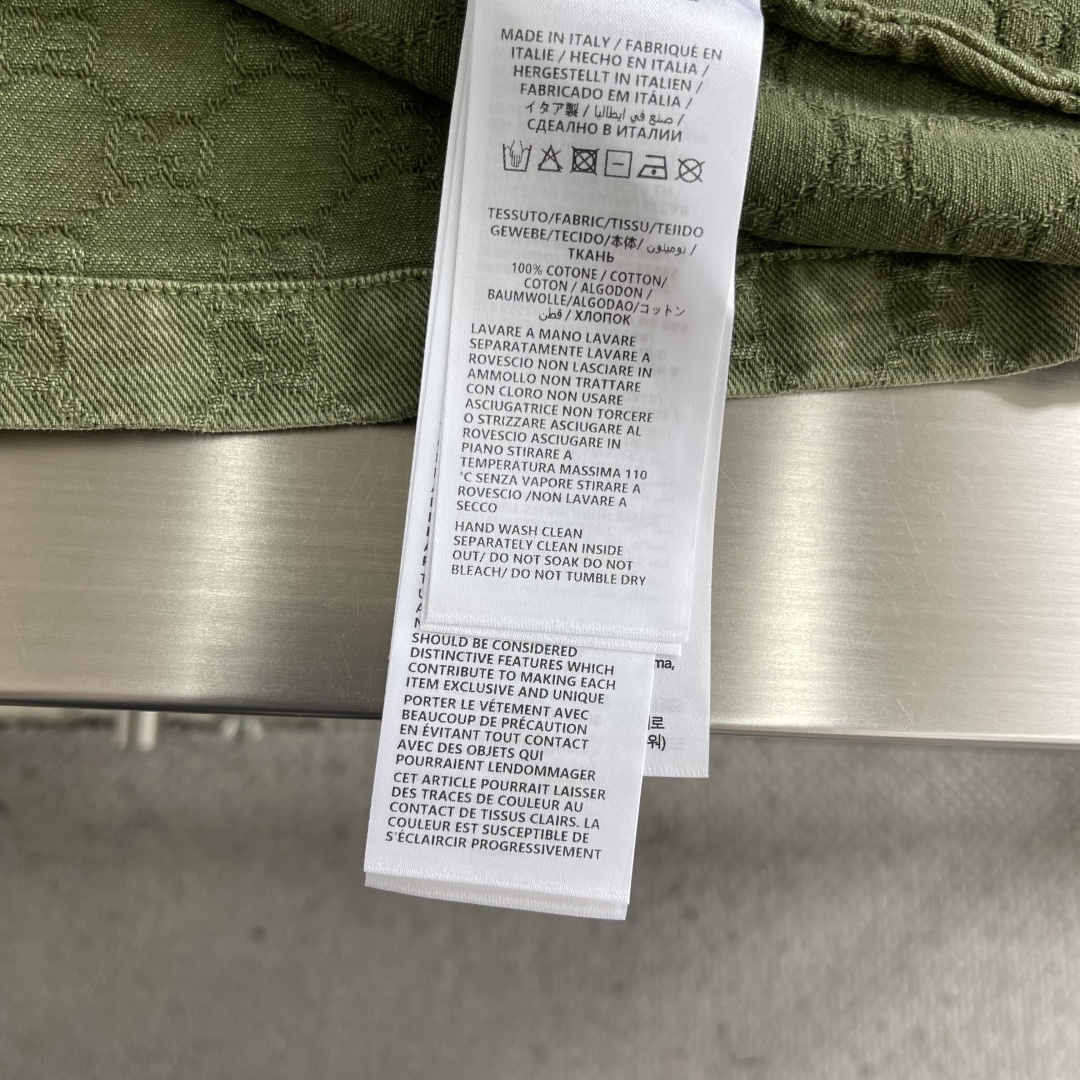 MADE IN ITALY / FABRIQUÉ EN
ITALIE / HECHO EN ITALIA /
HERGESTELLT IN ITALIEN /
FABRICADO EM ITÁLIA /
イタア製 / صنع في ايطاليا /
СДЕАЛНО В ИТАЛИИ
TESSUTO/FABRIC/TISSU/TEIIDO
GEWEBE/TECIDO/本体/
ТКАНЬ
100% COTONE / COTTON/
COTON / ALGODON /
BAUMWOLLE/ALGODAO/コットン
قطن / ХЛОПОК
LAVARE A MANO LAVARE
SEPARATAMENTE LAVARE A
ROVESCIO NON LASCIARE IN
AMMOLLO NON TRATTARE
CON CLORO NON USARE
ASCIUGATRICE NON TORCERE
O STRIZZARE ASCIUGARE AL
ROVESCIO ASCIUGARE IN
PIANO STIRARE A
TEMPERATURA MASSIMA 110
°C SENZA VAPORE STIRARE A
ROVESCIO /NON LAVARE A
SECCO
HAND WASH CLEAN
SEPARATELY CLEAN INSIDE
OUT/ DO NOT SOAK DO NOT
BLEACH/ DO NOT TUMBLE DRY
SHOULD BE CONSIDERED
DISTINCTIVE FEATURES WHICH
CONTRIBUTE TO MAKING EACH
ITEM EXCLUSIVE AND UNIQUE
PORTER LE VÉTEMENT AVEC
BEAUCOUP DE PRÉCAUTION
EN ÉVITANT TOUT CONTACT
AVEC DES OBJETS QUI
POURRAIENT LENDOMMAGER
CET ARTICLE POURRAIT LAISSER
DES TRACES DE COULEUR AU
CONTACT DE TISSUS CLAIRS. LA
COULEUR EST SUSCEPTIBLE DE
S'ÉCLAIRCIR PROGRESSIVEMENT
ma,
로
워)